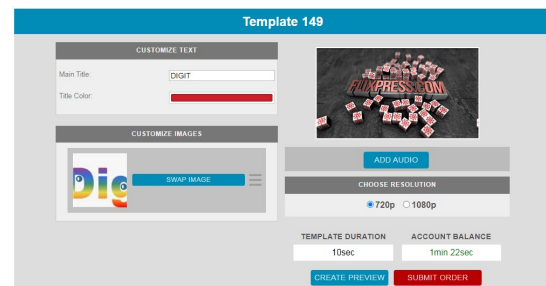 Template 149
CUSTOMIZE TEXT
Main Title:
DIGIT
Title Color:
CUSTOMIZE IMAGES
Dig
SWAP IMAGE
FLIXPRESS.COM
ADD AUDIO
CHOOSE RESOLUTION
720p 1080p
TEMPLATE DURATION ACCOUNT BALANCE
10sec 1min 22sec
CREATE PREVIEW SUBMIT ORDER